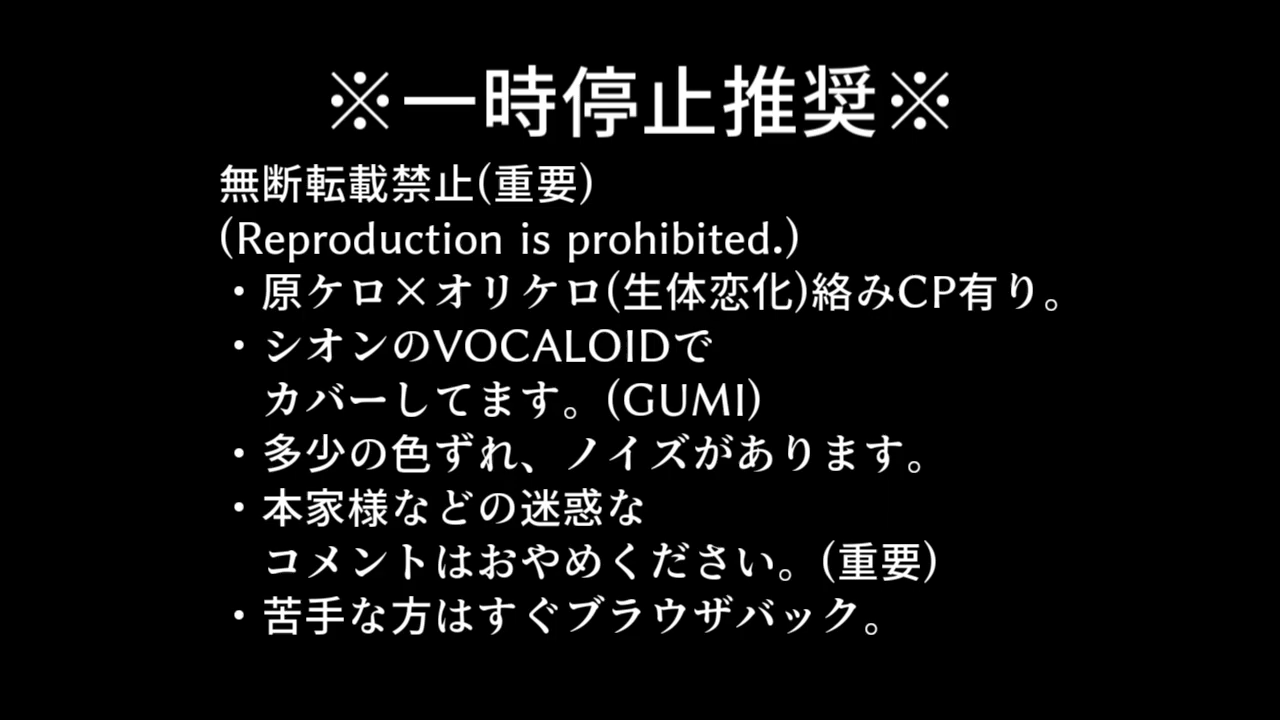 ※一時停止推奨※
無断転載禁止(重要)
(Reproduction is prohibited.)
・原ケロ×オリケロ(生体恋化)絡みCP有り。
・シオンのVOCALOIDで
カバーしてます。(GUMI)
・多少の色ずれ、ノイズがあります。
・本家様などの迷惑な
コメントはおやめください。(重要)
・苦手な方はすぐブラウザバック。